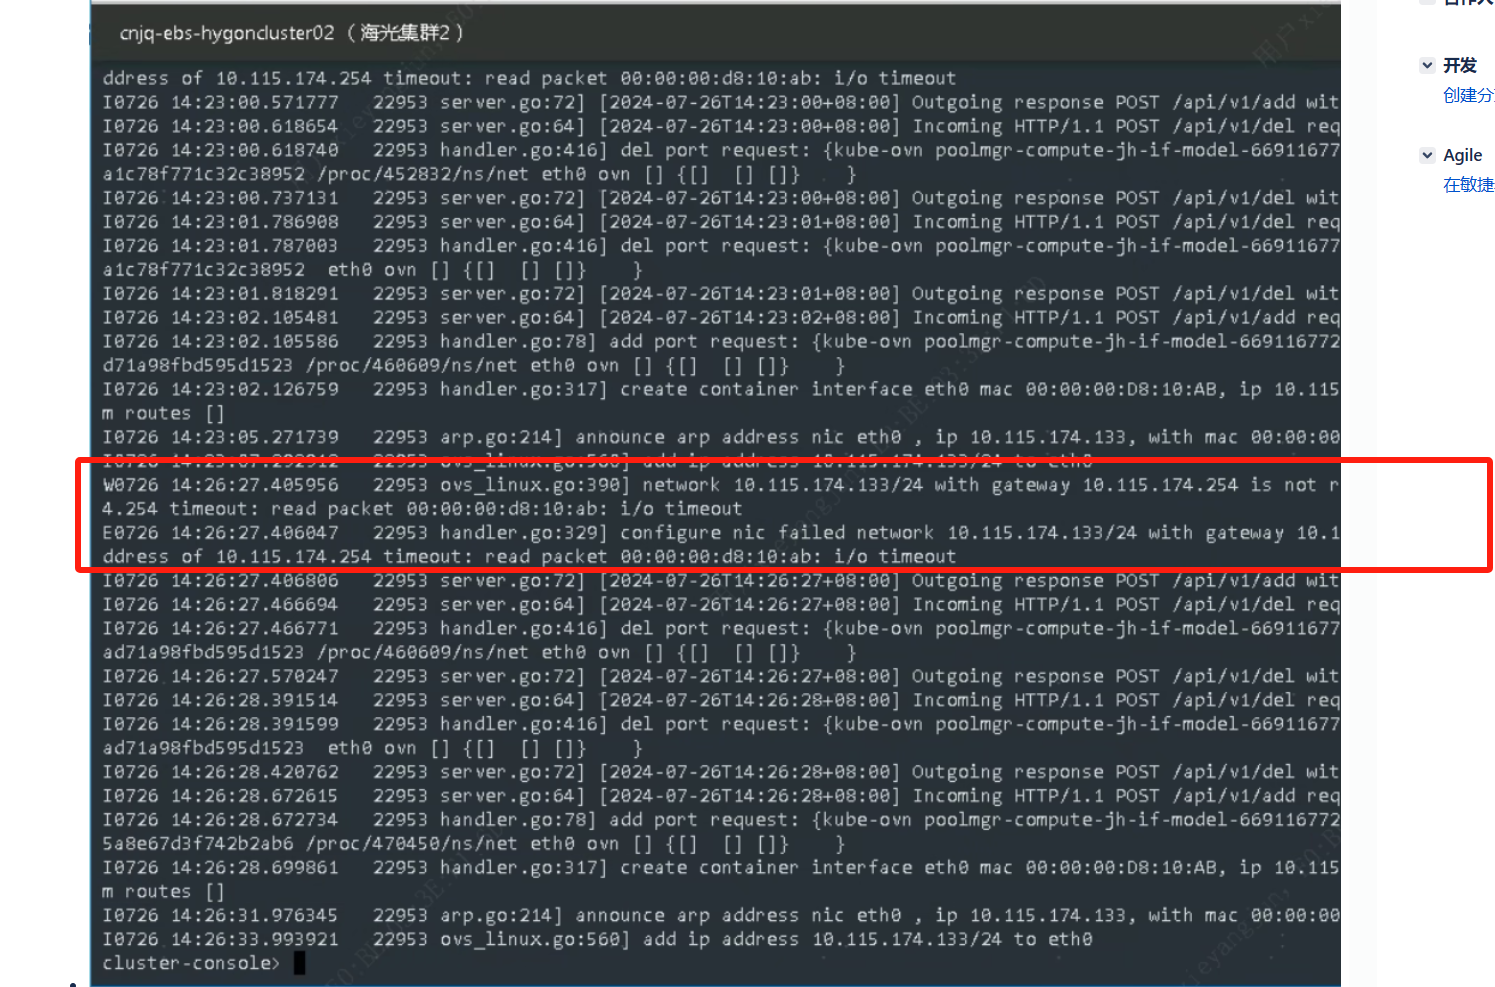 cnjq-ebs-hygoncluster02 （海光集群2）
ddress of 10.115.174.254 timeout: read packet 00:00:00:d8:10:ab: i/o timeout
I0726 14:23:00.571777   22953 server.go:72] [2024-07-26T14:23:00+08:00] Outgoing response POST /api/v1/add wit
I0726 14:23:00.618654   22953 server.go:64] [2024-07-26T14:23:00+08:00] Incoming HTTP/1.1 POST /api/v1/del req
I0726 14:23:00.618740   22953 handler.go:416] del port request: {kube-ovn poolmgr-compute-jh-if-model-66911677
a1c78f771c32c38952 /proc/452832/ns/net eth0 ovn [] {[]  [] []}    }
I0726 14:23:00.737131   22953 server.go:72] [2024-07-26T14:23:00+08:00] Outgoing response POST /api/v1/del wit
I0726 14:23:01.786908   22953 server.go:64] [2024-07-26T14:23:01+08:00] Incoming HTTP/1.1 POST /api/v1/del req
I0726 14:23:01.787003   22953 handler.go:416] del port request: {kube-ovn poolmgr-compute-jh-if-model-66911677
a1c78f771c32c38952  eth0 ovn [] {[]  [] []}    }
I0726 14:23:01.818291   22953 server.go:72] [2024-07-26T14:23:01+08:00] Outgoing response POST /api/v1/del wit
I0726 14:23:02.105481   22953 server.go:64] [2024-07-26T14:23:02+08:00] Incoming HTTP/1.1 POST /api/v1/add req
I0726 14:23:02.105586   22953 handler.go:78] add port request: {kube-ovn poolmgr-compute-jh-if-model-669116772
d71a98fbd595d1523 /proc/460609/ns/net eth0 ovn [] {[]  [] []}    }
I0726 14:23:02.126759   22953 handler.go:317] create container interface eth0 mac 00:00:00:D8:10:AB, ip 10.115
m routes []
I0726 14:23:05.271739   22953 arp.go:214] announce arp address nic eth0 , ip 10.115.174.133, with mac 00:00:00
I0726 14:23:07.292912   22953 ovs_linux.go:560] add ip address 10.115.174.133/24 to eth0
W0726 14:26:27.405956   22953 ovs_linux.go:390] network 10.115.174.133/24 with gateway 10.115.174.254 is not r
4.254 timeout: read packet 00:00:00:d8:10:ab: i/o timeout
E0726 14:26:27.406047   22953 handler.go:329] configure nic failed network 10.115.174.133/24 with gateway 10.1
ddress of 10.115.174.254 timeout: read packet 00:00:00:d8:10:ab: i/o timeout
I0726 14:26:27.406806   22953 server.go:72] [2024-07-26T14:26:27+08:00] Outgoing response POST /api/v1/add wit
I0726 14:26:27.466694   22953 server.go:64] [2024-07-26T14:26:27+08:00] Incoming HTTP/1.1 POST /api/v1/del req
I0726 14:26:27.466771   22953 handler.go:416] del port request: {kube-ovn poolmgr-compute-jh-if-model-66911677
ad71a98fbd595d1523 /proc/460609/ns/net eth0 ovn [] {[]  [] []}    }
I0726 14:26:27.570247   22953 server.go:72] [2024-07-26T14:26:27+08:00] Outgoing response POST /api/v1/del wit
I0726 14:26:28.391514   22953 server.go:64] [2024-07-26T14:26:28+08:00] Incoming HTTP/1.1 POST /api/v1/del req
I0726 14:26:28.391599   22953 handler.go:416] del port request: {kube-ovn poolmgr-compute-jh-if-model-66911677
ad71a98fbd595d1523  eth0 ovn [] {[]  [] []}    }
I0726 14:26:28.420762   22953 server.go:72] [2024-07-26T14:26:28+08:00] Outgoing response POST /api/v1/del wit
I0726 14:26:28.672615   22953 server.go:64] [2024-07-26T14:26:28+08:00] Incoming HTTP/1.1 POST /api/v1/add req
I0726 14:26:28.672734   22953 handler.go:78] add port request: {kube-ovn poolmgr-compute-jh-if-model-669116772
5a8e67d3f742b2ab6 /proc/470450/ns/net eth0 ovn [] {[]  [] []}    }
I0726 14:26:28.699861   22953 handler.go:317] create container interface eth0 mac 00:00:00:D8:10:AB, ip 10.115
m routes []
I0726 14:26:31.976345   22953 arp.go:214] announce arp address nic eth0 , ip 10.115.174.133, with mac 00:00:00
I0726 14:26:33.993921   22953 ovs_linux.go:560] add ip address 10.115.174.133/24 to eth0
cluster-console>
开发
创建分
Agile
在敏捷